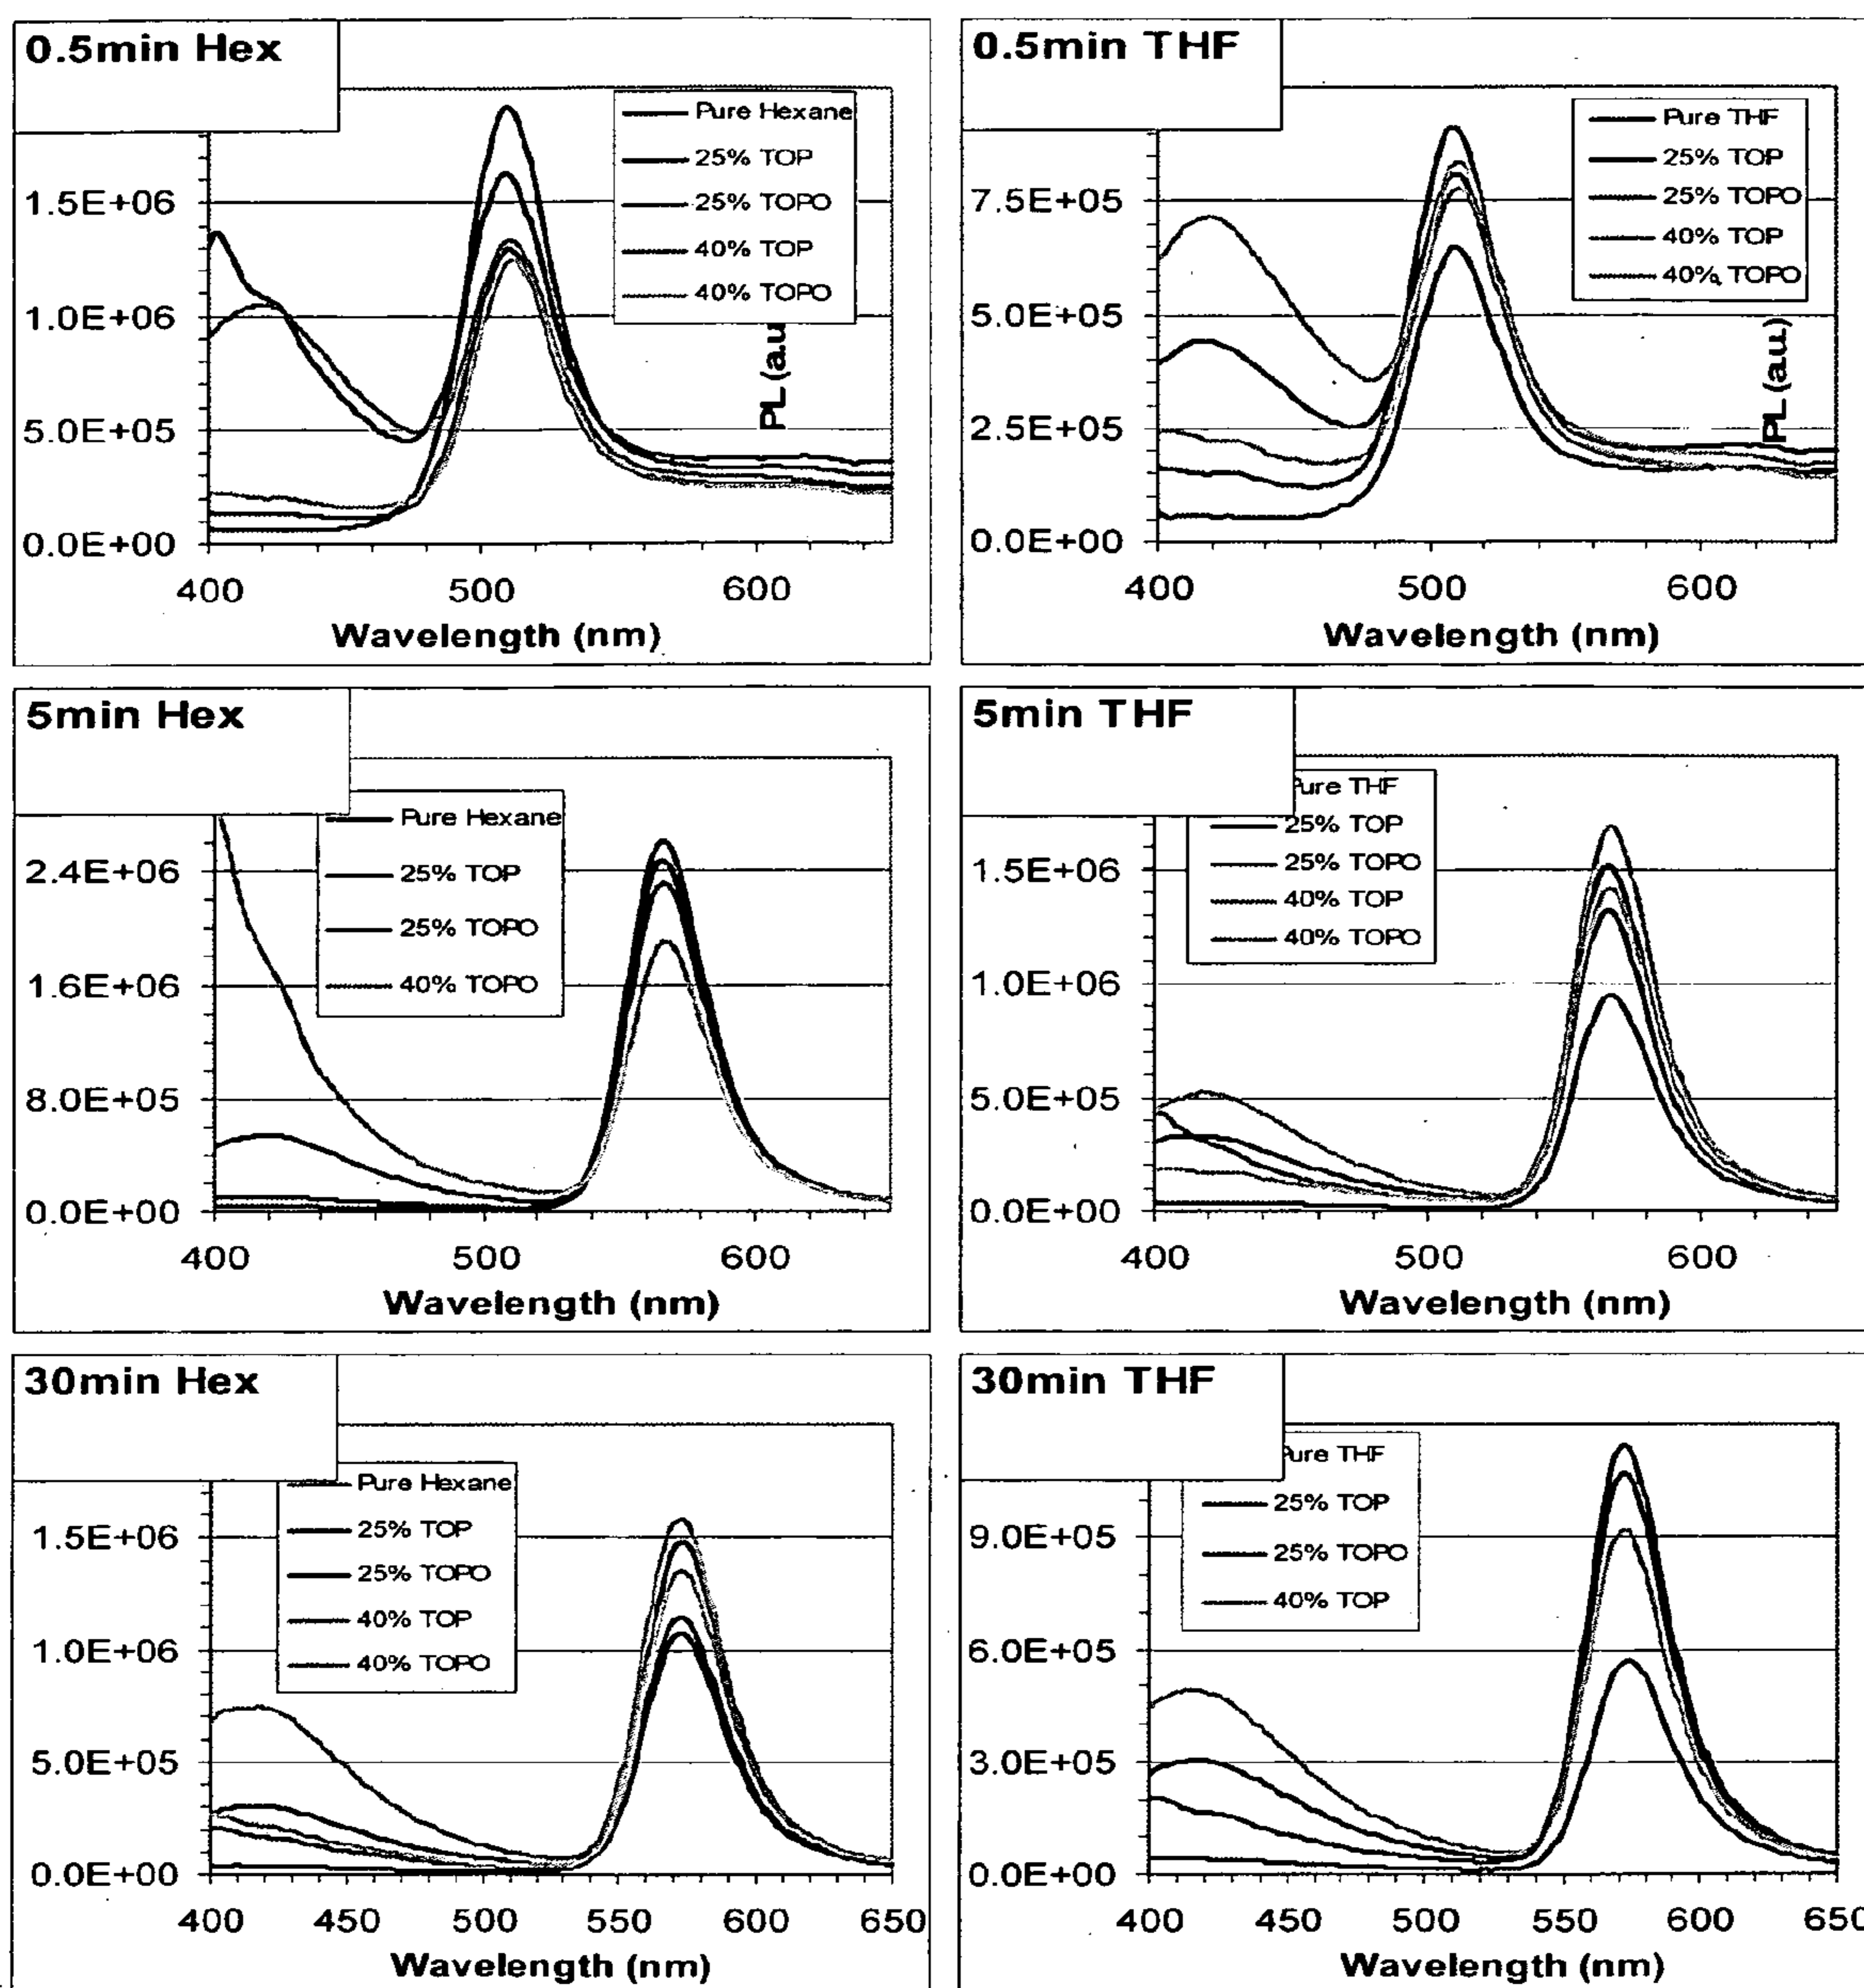 0.5min Hex
Pure Hexane
25% TOP
25% TOPO
40% TOP
40% TOPO
1.5E+06
1.0E+06
5.0E+05
0.0E+00
PL (a.u
400 500 600
Wavelength (nm)
0.5min THF
Pure THF
25% TOP
25% TOPO
40% TOP
40% TOPO
7.5E+05
5.0E+05
2.5E+05
0.0E+00
PL (a.u.)
400 500 600
Wavelength (nm)
5min Hex
Pure Hexane
25% TOP
25% TOPO
40% TOPO
2.4E+06
1.6E+06
8.0E+05
0.0E+00
400 500 600
Wavelength (nm)
5min THF
Pure THF
25% TOP
25% TOPO
40% TOP
40% TOPO
1.5E+06
1.0E+06
5.0E+05
0.0E+00
400 500 600
Wavelength (nm)
30min Hex
Pure Hexane
25% TOP
25% TOPO
40% TOP
40% TOPO
1.5E+06
1.0E+06
5.0E+05
0.0E+00
400 450 500 550 600 650
Wavelength (nm)
30min THF
Pure THF
25% TOP
25% TOPO
40% TOP
9.0E+05
6.0E+05
3.0E+05
0.0E+00
400 450 500 550 600 650
Wavelength (nm)